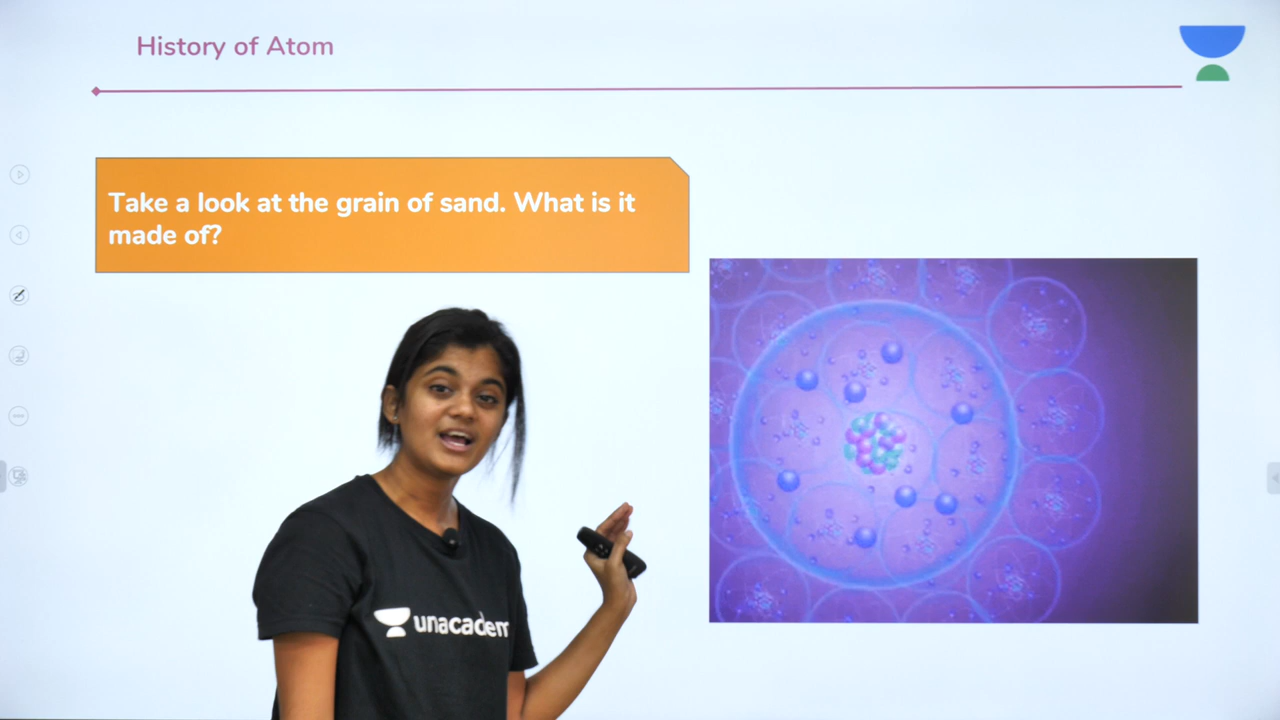 History of Atom
Take a look at the grain of sand. What is it
made of?
unacadem